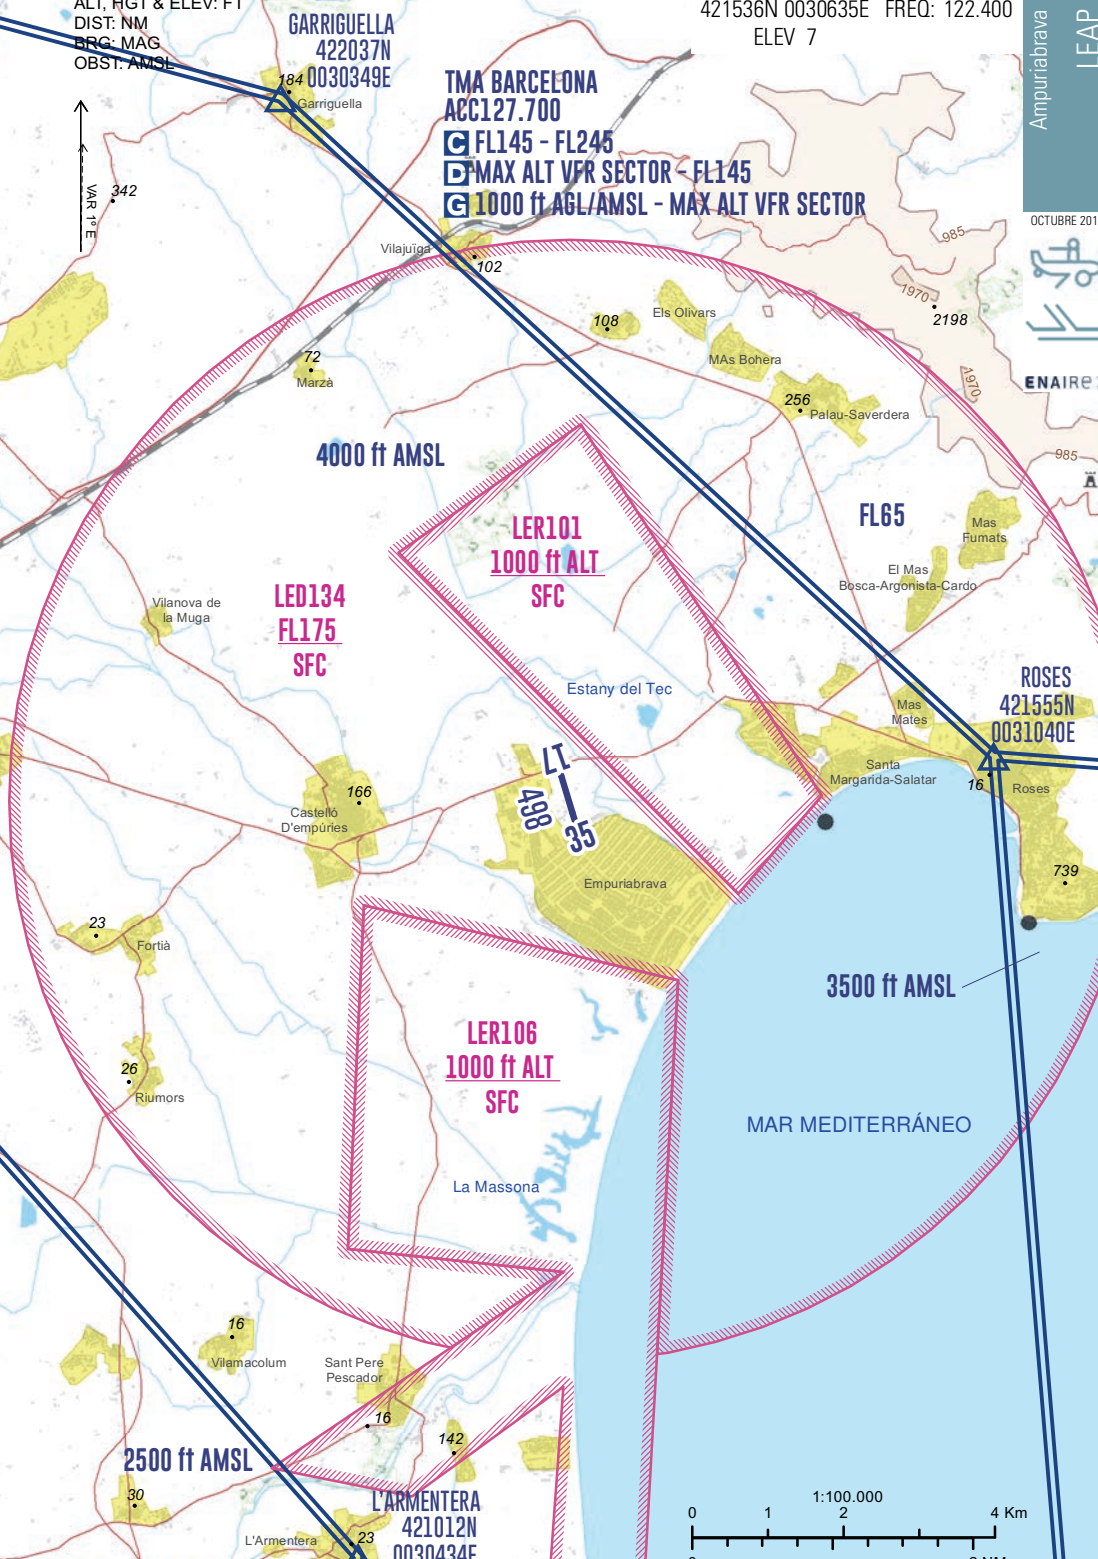 ALT, HGT & ELEV: FT
DIST: NM
BRG: MAG
OBST: AMSL
421536N 0030635E FREQ: 122.400
ELEV 7
Ampuriabrava
LEAP
OCTUBRE 201
ENAIRe
VAR 1º E
GARRIGUELLA
422037N
0030349E
184
Garriguella
342
TMA BARCELONA
ACC127.700
C FL145 - FL245
D MAX ALT VFR SECTOR - FL145
G 1000 ft AGL/AMSL - MAX ALT VFR SECTOR
Vilajuïga
102
985
1970
2198
1970
985
108
Els Olivars
MAs Bohera
72
Marzà
256
Palau-Saverdera
4000 ft AMSL
FL65
Mas
Fumats
LER101
1000 ft ALT
SFC
El Mas
Bosca-Argonista-Cardo
Vilanova de
la Muga
LED134
FL175
SFC
Estany del Tec
ROSES
421555N
0031040E
Mas
Mates
Santa
Margarida-Salatar
16
Roses
17
498
35
166
Castelló
D'empúries
Empuriabrava
739
23
Fortià
3500 ft AMSL
LER106
1000 ft ALT
SFC
26
Riumors
MAR MEDITERRÁNEO
La Massona
16
Vilamacolum
Sant Pere
Pescador
16
142
2500 ft AMSL
30
L'ARMENTERA
421012N
0030434E
L'Armentera
23
1:100.000
0 1 2 4 Km